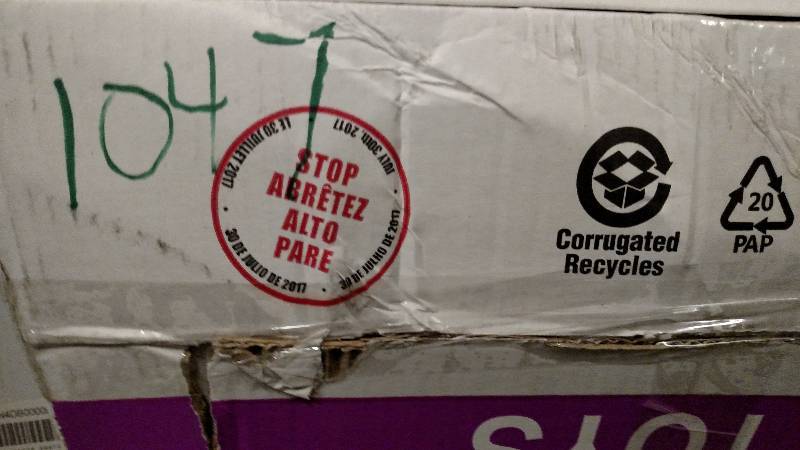 1047
LE 30 JUILLET 2017
JULY 30th, 2017
STOP
ARRÊTEZ
ALTO
PARE
30 DE JULIO DE 2017
30 DE JULHO DE 2017
Corrugated
Recycles
20
PAP